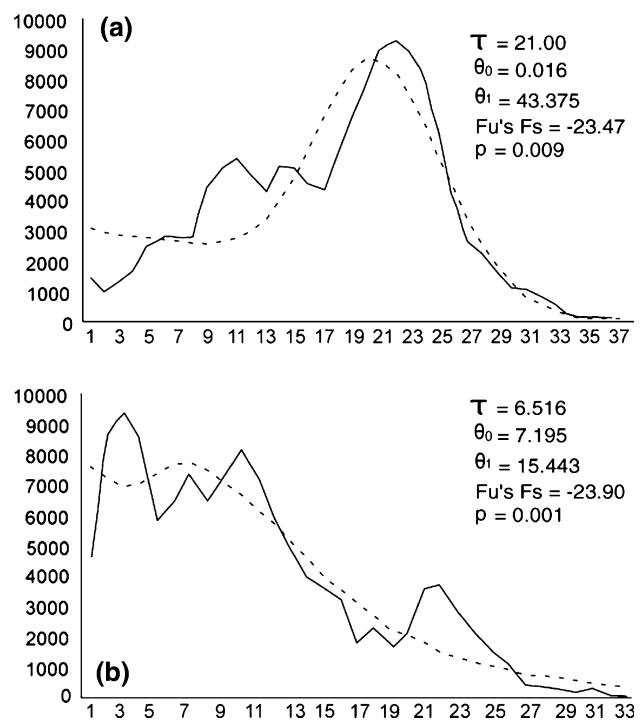 (a)
10000
9000
8000
7000
6000
5000
4000
3000
2000
1000
0
τ = 21.00
θ0 = 0.016
θ1 = 43.375
Fu's Fs = -23.47
p = 0.009
1 3 5 7 9 11 13 15 17 19 21 23 25 27 29 31 33 35 37
10000
9000
8000
7000
6000
5000
4000
3000
2000
1000
0
τ = 6.516
θ0 = 7.195
θ1 = 15.443
Fu's Fs = -23.90
p = 0.001
(b)
1 3 5 7 9 11 13 15 17 19 21 23 25 27 29 31 33